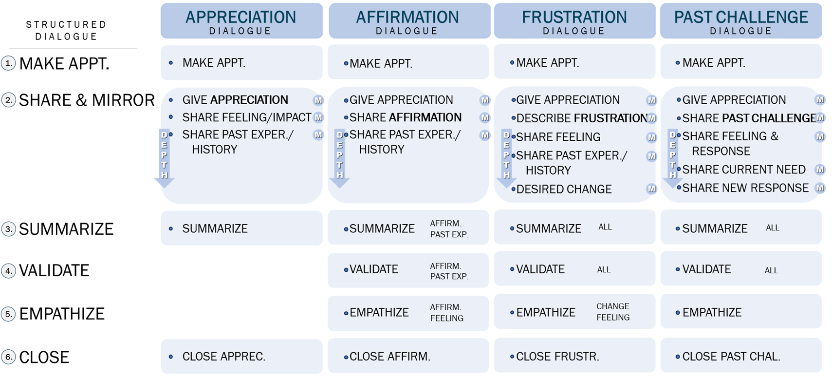 STRUCTURED
DIALOGUE
APPRECIATION
DIALOGUE
AFFIRMATION
DIALOGUE
FRUSTRATION
DIALOGUE
PAST CHALLENGE
DIALOGUE
1. MAKE APPT.
• MAKE APPT.
• MAKE APPT.
• MAKE APPT.
• MAKE APPT.
2. SHARE & MIRROR
DEPTH
• GIVE APPRECIATION M
• SHARE FEELING/IMPACT M
• SHARE PAST EXPER./ M
HISTORY
DEPTH
• GIVE APPRECIATION M
• SHARE AFFIRMATION M
• SHARE PAST EXPER./ M
HISTORY
DEPTH
• GIVE APPRECIATION M
• DESCRIBE FRUSTRATION M
• SHARE FEELING M
• SHARE PAST EXPER./ M
HISTORY
• DESIRED CHANGE M
DEPTH
• GIVE APPRECIATION M
• SHARE PAST CHALLENGE M
• SHARE FEELING & M
RESPONSE
• SHARE CURRENT NEED M
• SHARE NEW RESPONSE M
3. SUMMARIZE
• SUMMARIZE
• SUMMARIZE
AFFIRM.
PAST EXP.
• SUMMARIZE ALL
• SUMMARIZE ALL
4. VALIDATE
• VALIDATE
AFFIRM.
PAST EXP.
• VALIDATE ALL
• VALIDATE ALL
5. EMPATHIZE
• EMPATHIZE
AFFIRM.
FEELING
• EMPATHIZE
CHANGE
FEELING
• EMPATHIZE
6. CLOSE
• CLOSE APPREC.
• CLOSE AFFIRM.
• CLOSE FRUSTR.
• CLOSE PAST CHAL.